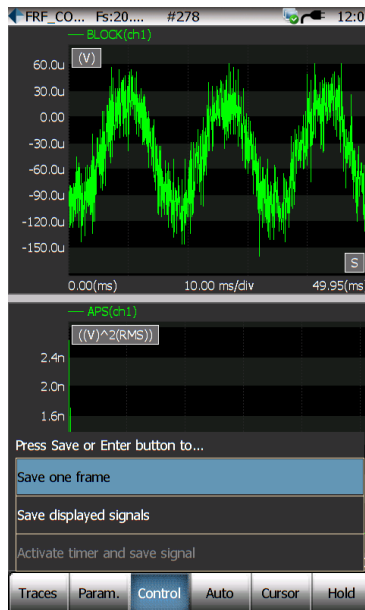 FRF_CO... Fs:20.... #278 12:0
BLOCK(ch1)
(V)
60.0u
30.0u
0.00
-30.0u
-60.0u
-90.0u
-120.0u
-150.0u
S
0.00(ms) 10.00 ms/div 49.95(ms
APS(ch1)
((V)^2(RMS))
2.4n
2.0n
1.6n
Press Save or Enter button to...
Save one frame
Save displayed signals
Activate timer and save signal
Traces Param. Control Auto Cursor Hold